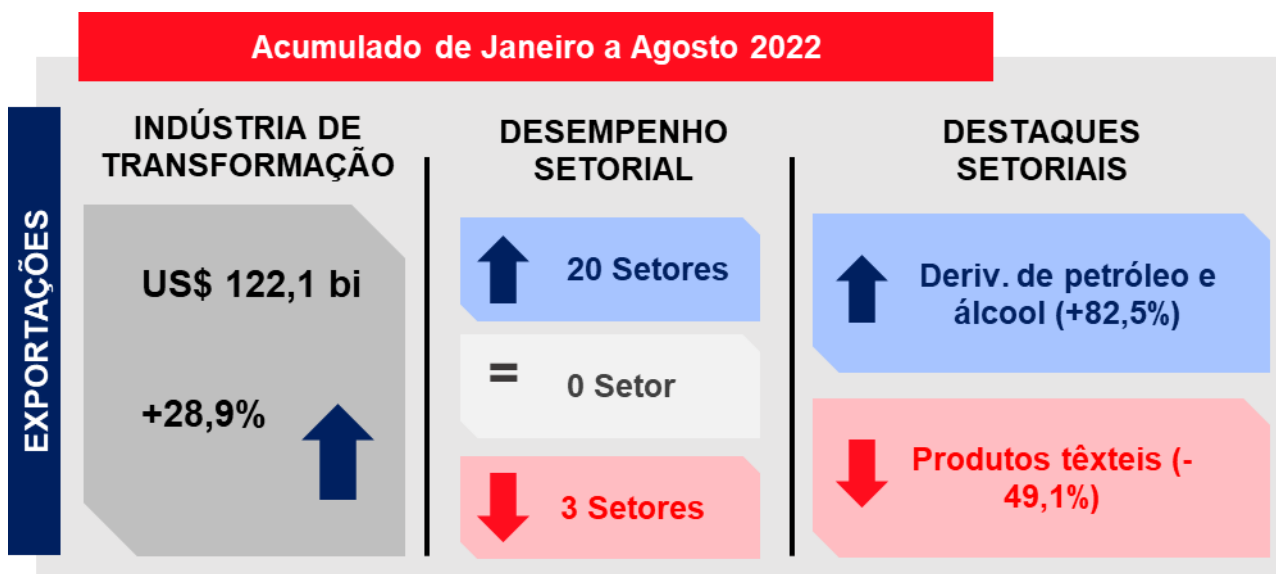 Acumulado de Janeiro a Agosto 2022
EXPORTAÇÕES
INDÚSTRIA DE
TRANSFORMAÇÃO
US$ 122,1 bi
+28,9%
DESEMPENHO
SETORIAL
20 Setores
= 0 Setor
3 Setores
DESTAQUES
SETORIAIS
Deriv. de petróleo e
álcool (+82,5%)
Produtos têxteis (-
49,1%)